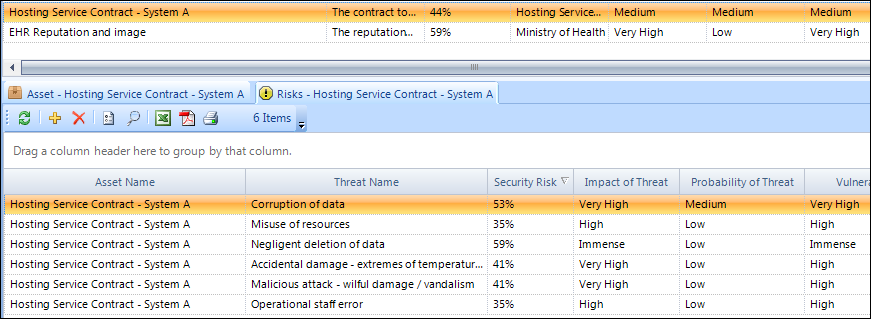 Hosting Service Contract - System A The contract to... 44% Hosting Service... Medium Medium Medium
EHR Reputation and image The reputation... 59% Ministry of Health Very High Low Very High
Asset - Hosting Service Contract - System A Risks - Hosting Service Contract - System A
6 Items
Drag a column header here to group by that column.
Asset Name Threat Name Security Risk Impact of Threat Probability of Threat Vulnera
Hosting Service Contract - System A Corruption of data 53% Very High Medium Very High
Hosting Service Contract - System A Misuse of resources 35% High Low High
Hosting Service Contract - System A Negligent deletion of data 59% Immense Low Immense
Hosting Service Contract - System A Accidental damage - extremes of temperatur... 41% Very High Low High
Hosting Service Contract - System A Malicious attack - wilful damage / vandalism 41% Very High Low High
Hosting Service Contract - System A Operational staff error 35% High Low High